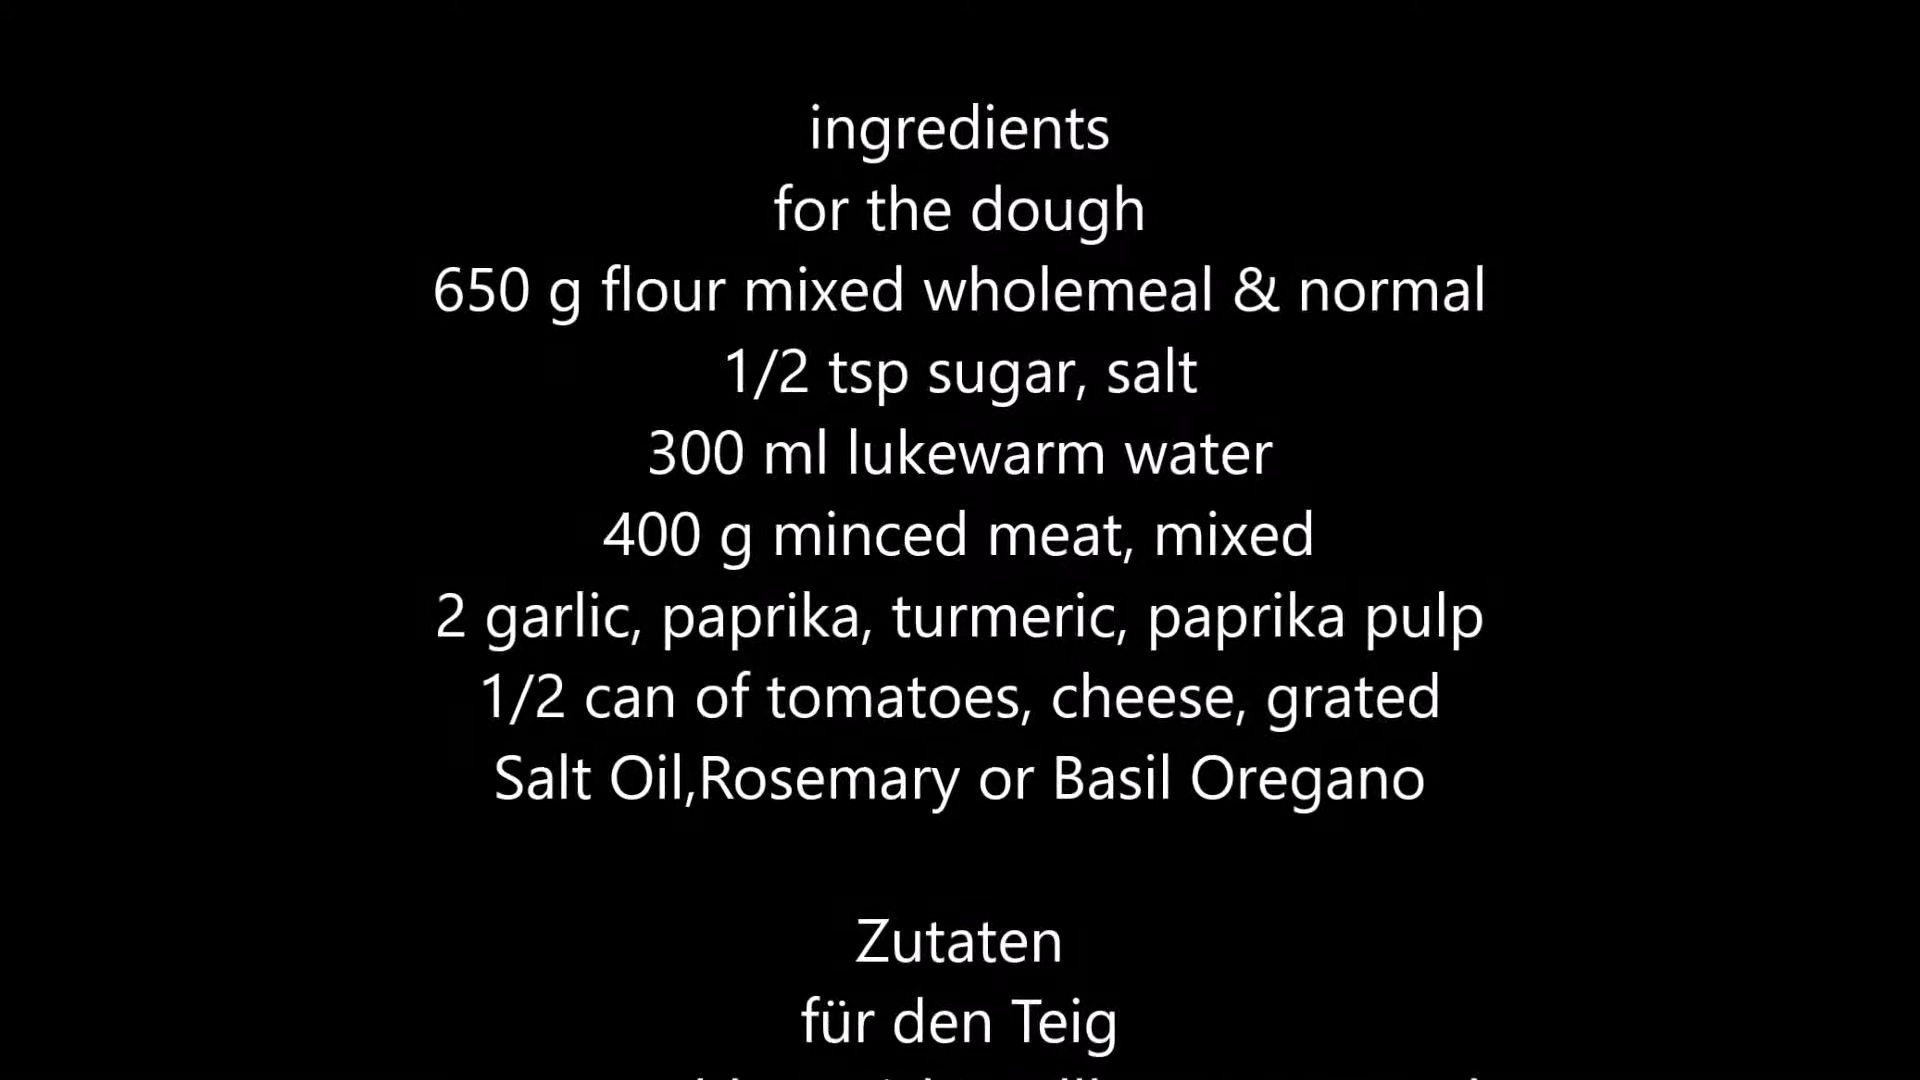 ingredients
for the dough
650 g flour mixed wholemeal & normal
1/2 tsp sugar, salt
300 ml lukewarm water
400 g minced meat, mixed
2 garlic, paprika, turmeric, paprika pulp
1/2 can of tomatoes, cheese, grated
Salt Oil,Rosemary or Basil Oregano
Zutaten
für den Teig